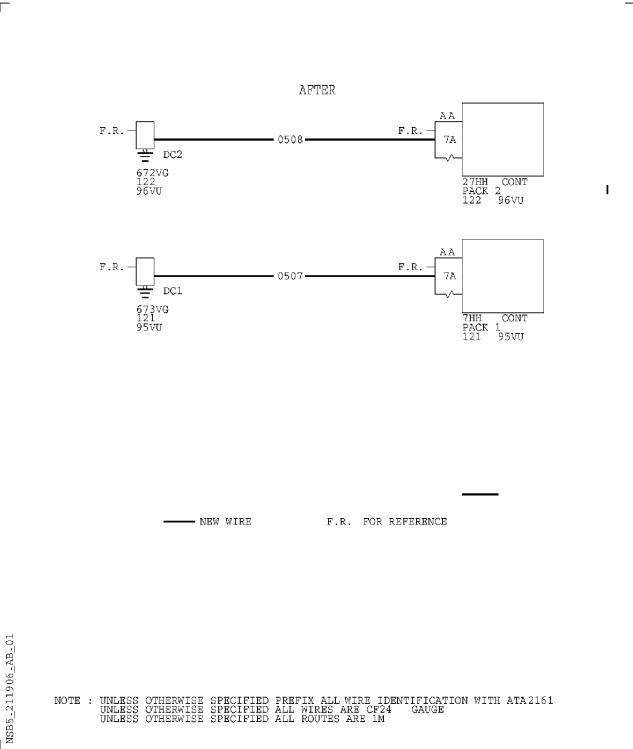 AFTER
F.R.
0508
F.R.
AA
7A
DC2
672VG
122
96VU
27HH CONT
PACK 2
122 96VU
F.R.
0507
F.R.
AA
7A
DC1
673VG
121
95VU
7HH CONT
PACK 1
121 95VU
NEW WIRE
F.R. FOR REFERENCE
NSB5_211906_AB_01
NOTE : UNLESS OTHERWISE SPECIFIED PREFIX ALL WIRE IDENTIFICATION WITH ATA2161
UNLESS OTHERWISE SPECIFIED ALL WIRES ARE CF24 GAUGE
UNLESS OTHERWISE SPECIFIED ALL ROUTES ARE 1M